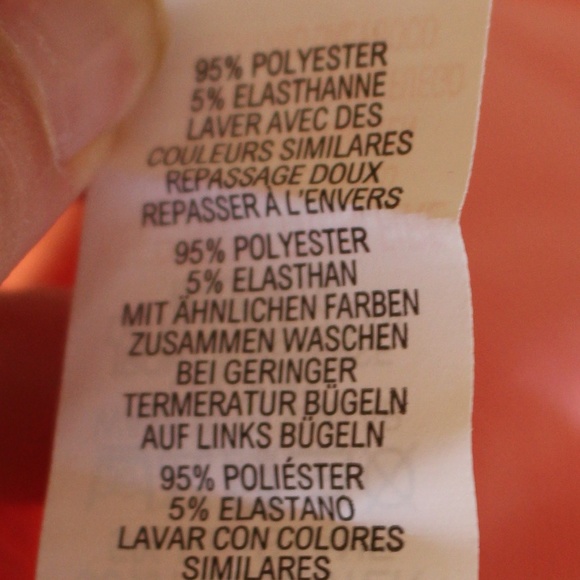 95% POLYESTER
5% ELASTHANNE
LAVER AVEC DES
COULEURS SIMILARES
REPASSAGE DOUX
REPASSER À L'ENVERS
95% POLYESTER
5% ELASTHAN
MIT ÄHNLICHEN FARBEN
ZUSAMMEN WASCHEN
BEI GERINGER
TERMERATUR BÜGELN
AUF LINKS BÜGELN
95% POLIÉSTER
5% ELASTANO
LAVAR CON COLORES
SIMILARES